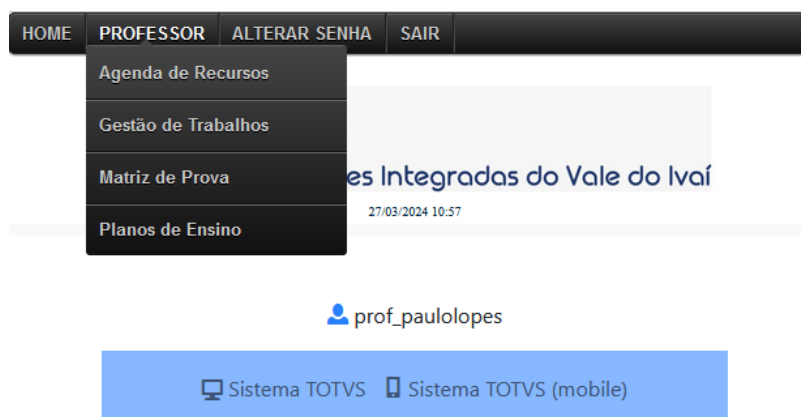 HOME PROFESSOR ALTERAR SENHA SAIR
Agenda de Recursos
Gestão de Trabalhos
Matriz de Prova
es Integradas do Vale do Ivaí
27/03/2024 10:57
Planos de Ensino
prof_paulolopes
Sistema TOTVS Sistema TOTVS (mobile)